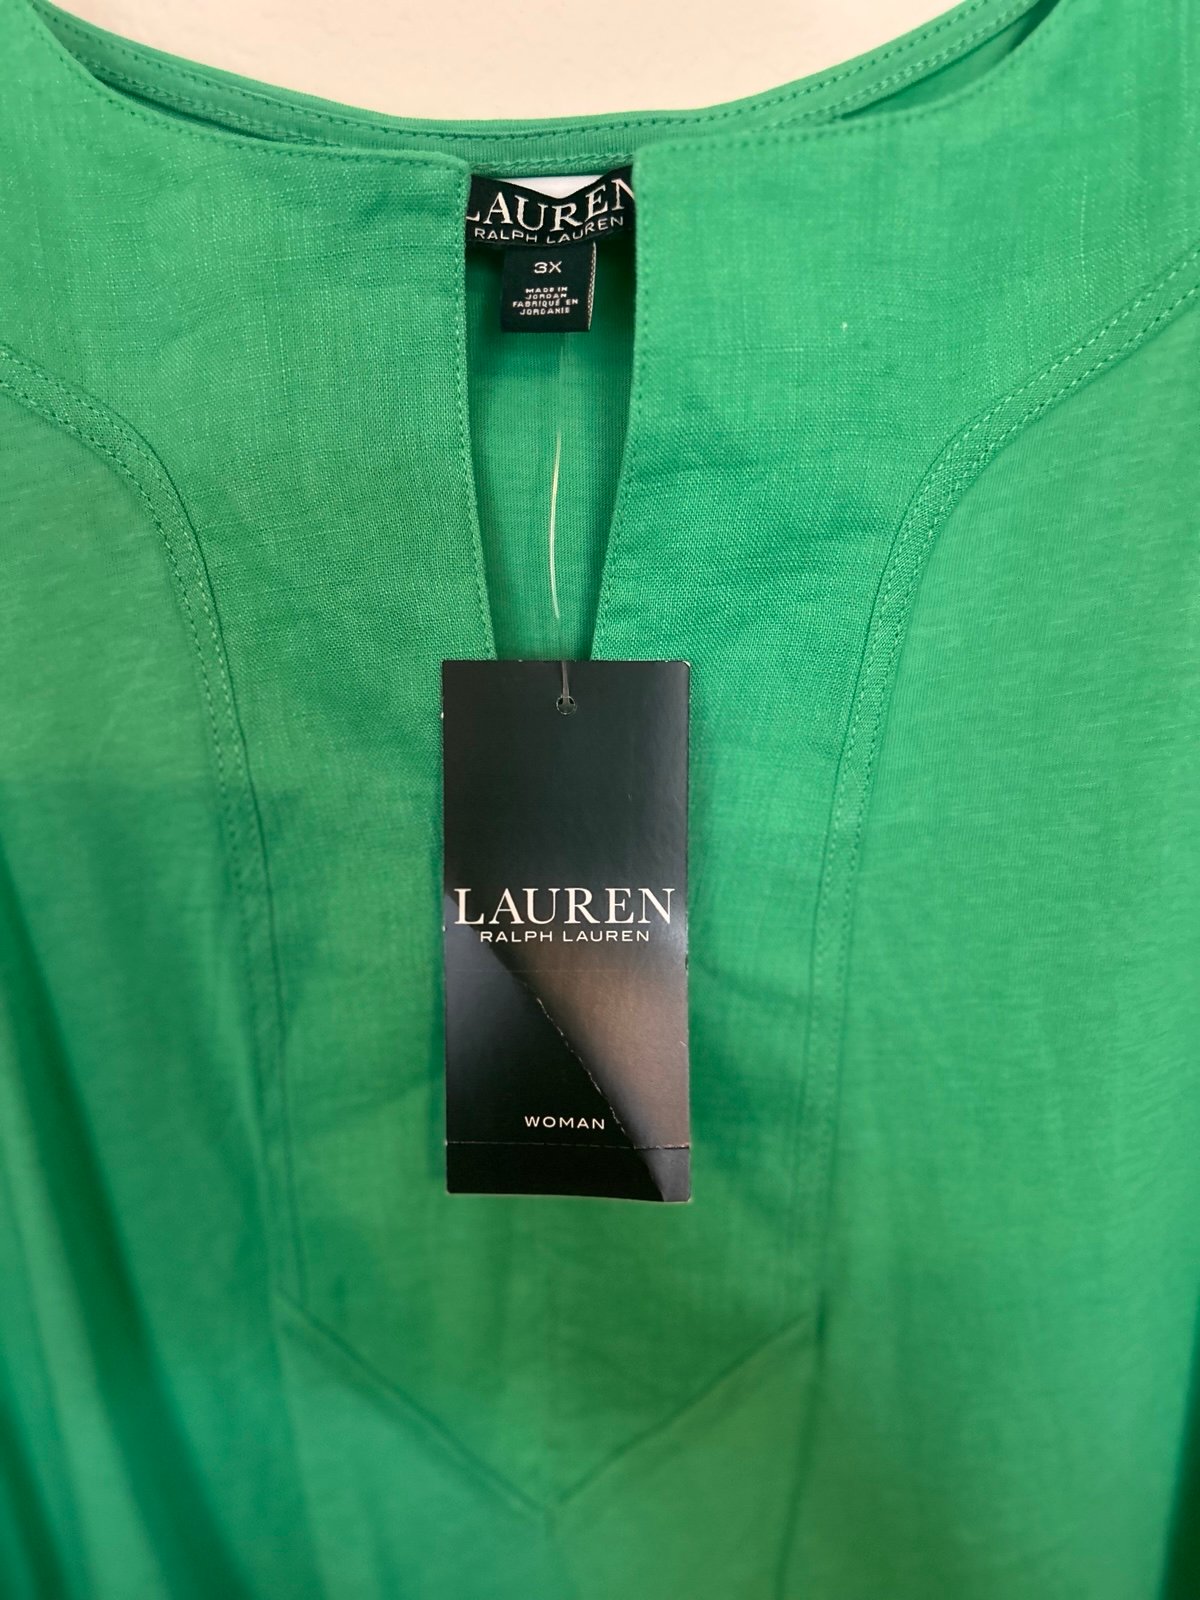 LAUREN
RALPH LAUREN
3X
MADE IN
JORDAN
FABRIQUÉ EN
JORDANIE
LAUREN
RALPH LAUREN
WOMAN